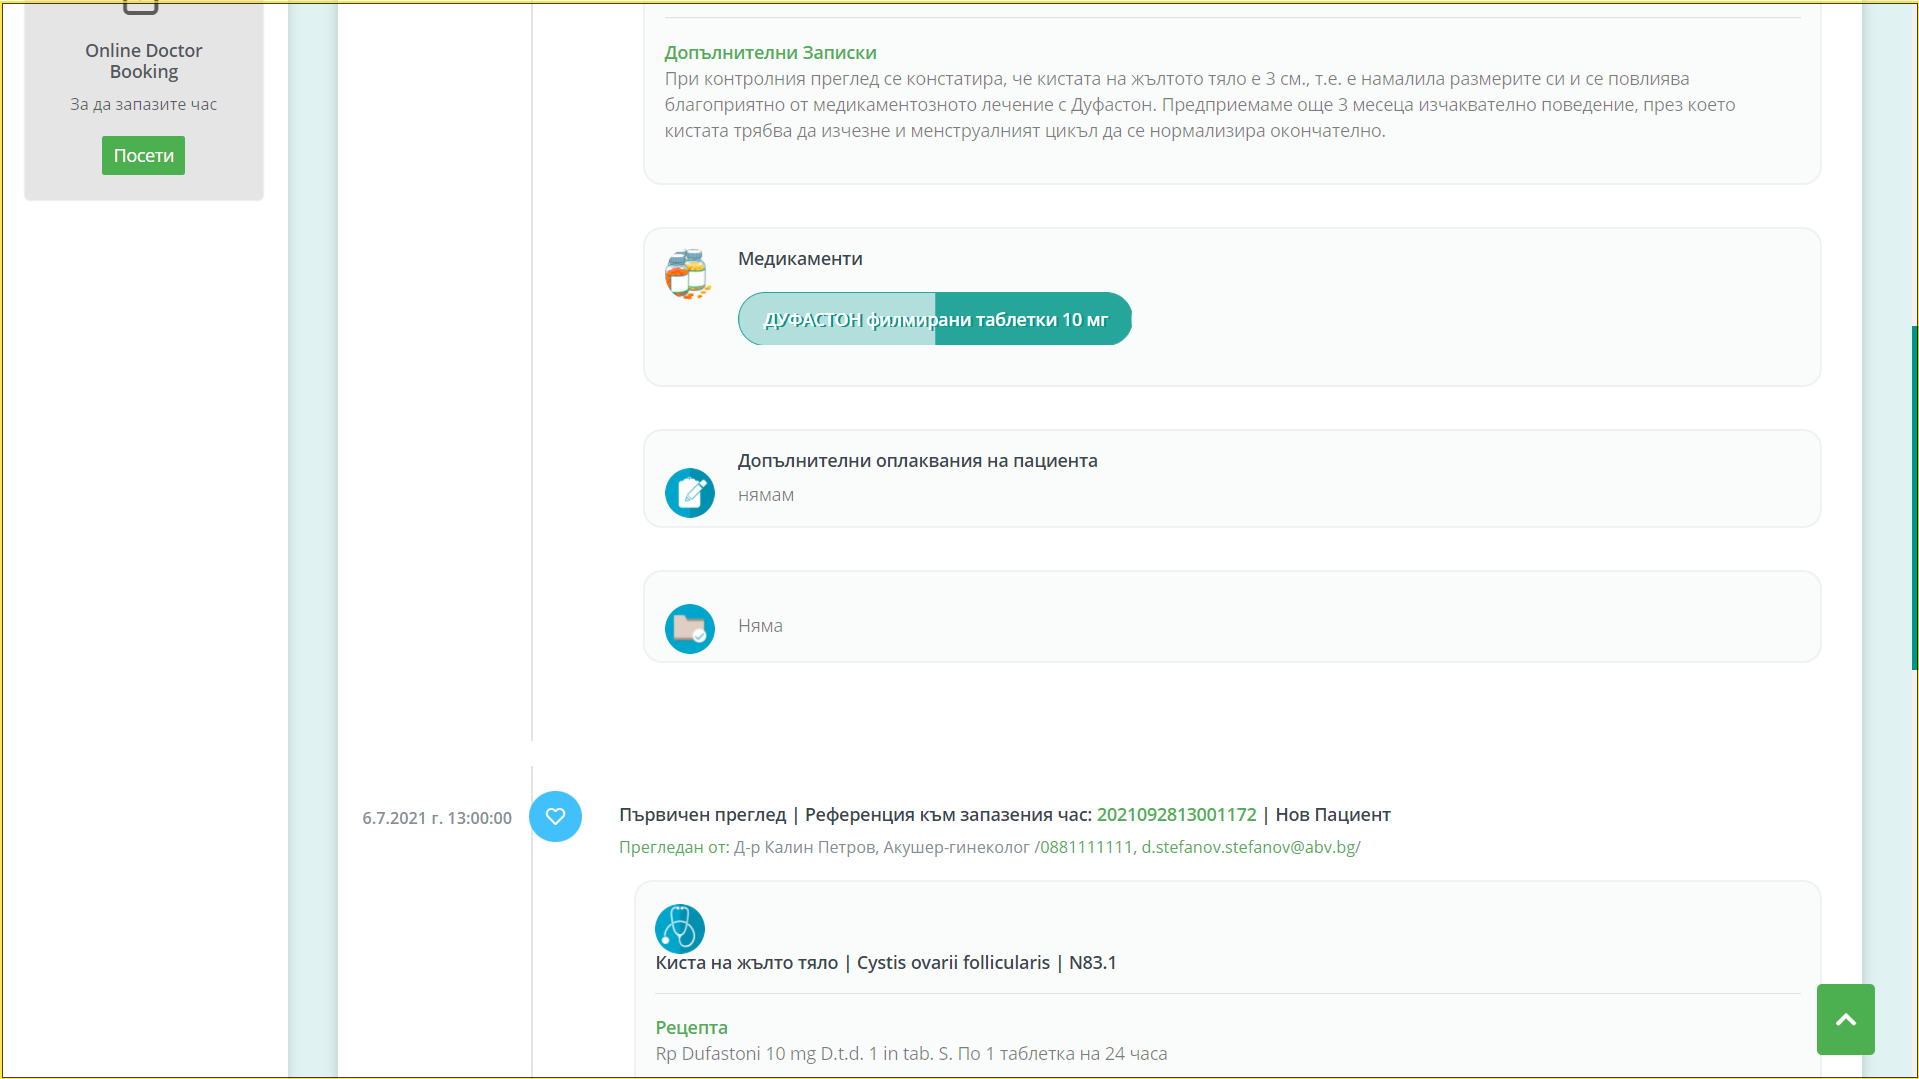 Online Doctor
Booking
За да запазите час
Посети
Допълнителни Записки
При контролния преглед се констатира, че кистата на жълтото тяло е 3 см., т.е. е намалила размерите си и се повлиява
благоприятно от медикаментозното лечение с Дуфастон. Предприемаме още 3 месеца изчаквателно поведение, през което
кистата трябва да изчезне и менструалният цикъл да се нормализира окончателно.
Медикаменти
ДУФАСТОН филмирани таблетки 10 мг
Допълнителни оплаквания на пациента
нямам
Няма
6.7.2021 г. 13:00:00
Първичен преглед | Референция към запазения час: 2021092813001172 | Нов Пациент
Прегледан от: Д-р Калин Петров, Акушер-гинеколог /0881111111, d.stefanov.stefanov@abv.bg/
Киста на жълто тяло | Cystis ovarii follicularis | N83.1
Рецепта
Rp Dufastoni 10 mg D.t.d. 1 in tab. S. По 1 таблетка на 24 часа